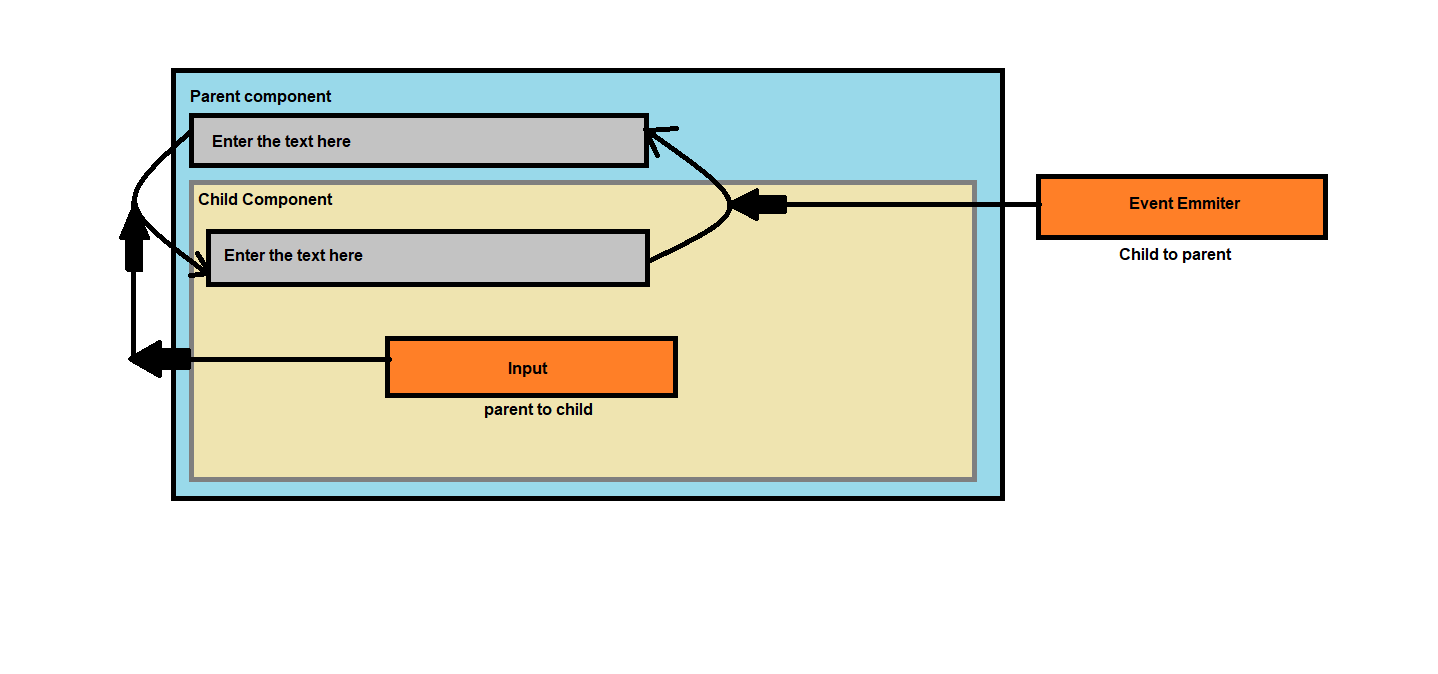 Parent component
Enter the text here
Child Component
Event Emmiter
Enter the text here
Child to parent
Input
parent to child